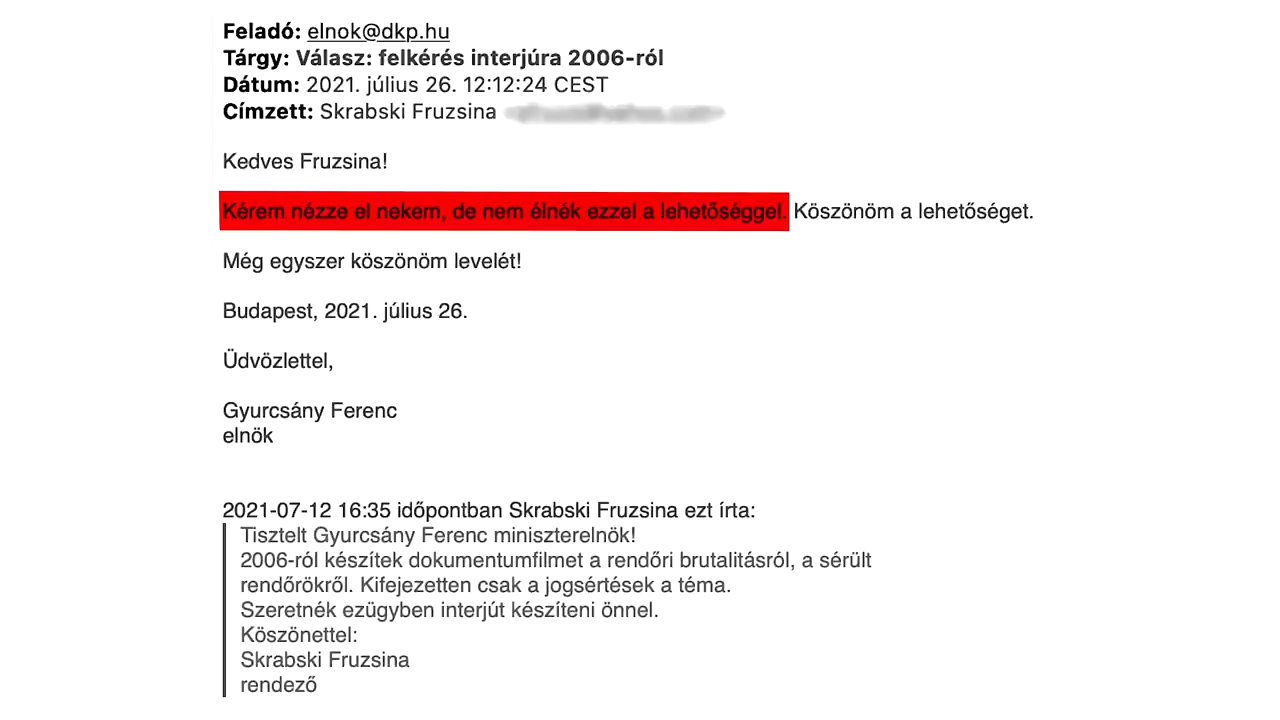 Feladó: elnok@dkp.hu
Tárgy: Válasz: felkérés interjúra 2006-ról
Dátum: 2021. július 26. 12:12:24 CEST
Címzett: Skrabski Fruzsina
Kedves Fruzsina!
Kérem nézze el nekem, de nem élnék ezzel a lehetőséggel. Köszönöm a lehetőséget.
Még egyszer köszönöm levelét!
Budapest, 2021. július 26.
Üdvözlettel,
Gyurcsány Ferenc
elnök
2021-07-12 16:35 időpontban Skrabski Fruzsina ezt írta:
Tisztelt Gyurcsány Ferenc miniszterelnök!
2006-ról készítek dokumentumfilmet a rendőri brutalitásról, a sérült
rendőrökről. Kifejezetten csak a jogsértések a téma.
Szeretnék ezügyben interjút készíteni önnel.
Köszönettel:
Skrabski Fruzsina
rendező